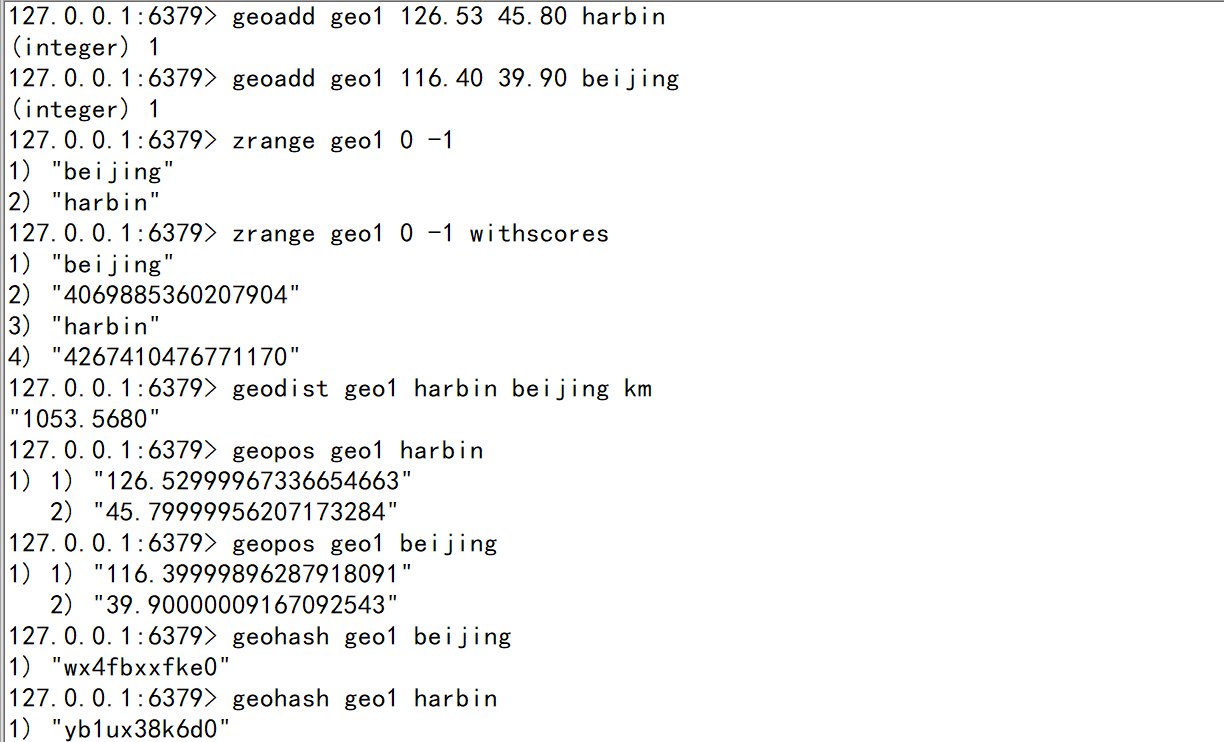 127.0.0.1:6379> geoadd geo1 126.53 45.80 harbin
(integer) 1
127.0.0.1:6379> geoadd geo1 116.40 39.90 beijing
(integer) 1
127.0.0.1:6379> zrange geo1 0 -1
1) "beijing"
2) "harbin"
127.0.0.1:6379> zrange geo1 0 -1 withscores
1) "beijing"
2) "4069885360207904"
3) "harbin"
4) "4267410476771170"
127.0.0.1:6379> geodist geo1 harbin beijing km
"1053.5680"
127.0.0.1:6379> geopos geo1 harbin
1) 1) "126.52999967336654663"
   2) "45.79999956207173284"
127.0.0.1:6379> geopos geo1 beijing
1) 1) "116.39999896287918091"
   2) "39.90000009167092543"
127.0.0.1:6379> geohash geo1 beijing
1) "wx4fbxxfke0"
127.0.0.1:6379> geohash geo1 harbin
1) "yb1ux38k6d0"